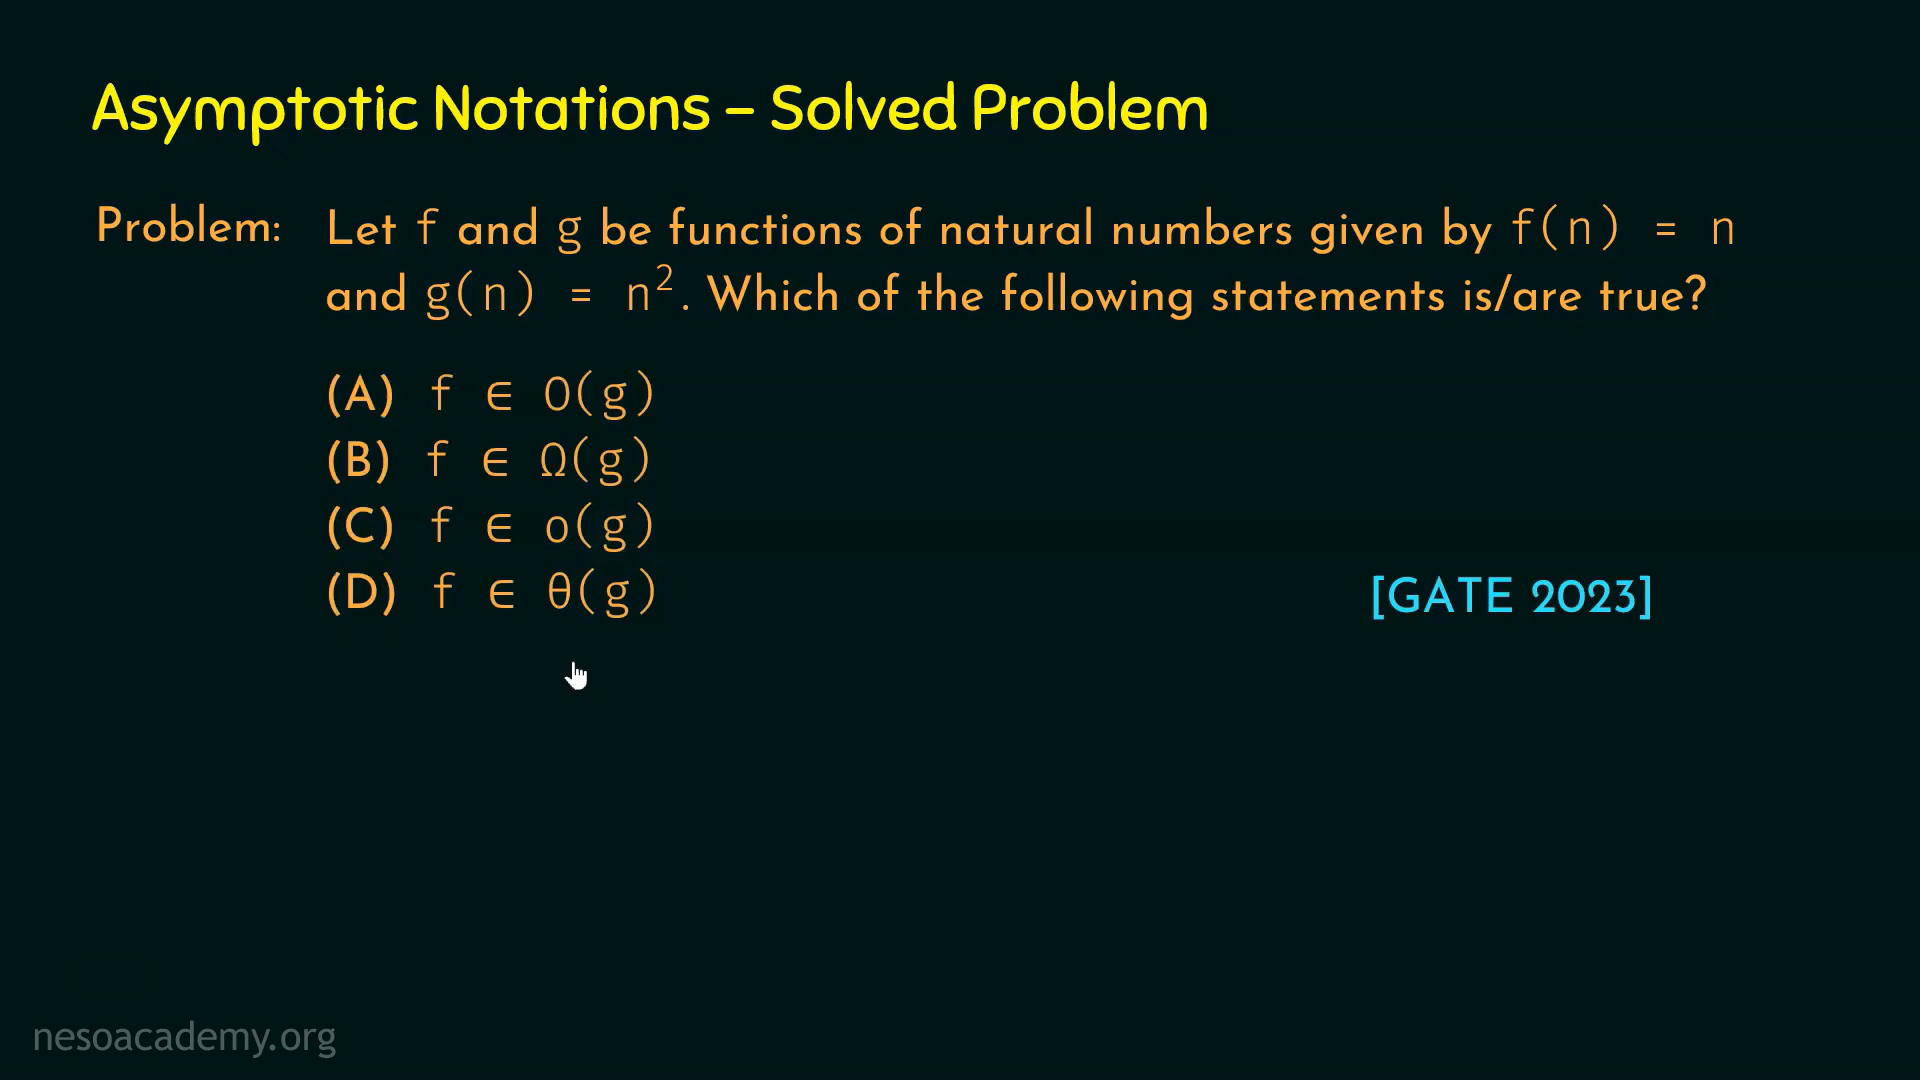 Asymptotic Notations – Solved Problem
Problem: Let f and g be functions of natural numbers given by f(n) = n
and g(n) = n². Which of the following statements is/are true?
(A) f ∈ O(g)
(B) f ∈ Ω(g)
(C) f ∈ o(g)
(D) f ∈ θ(g) [GATE 2023]
nesoacademy.org